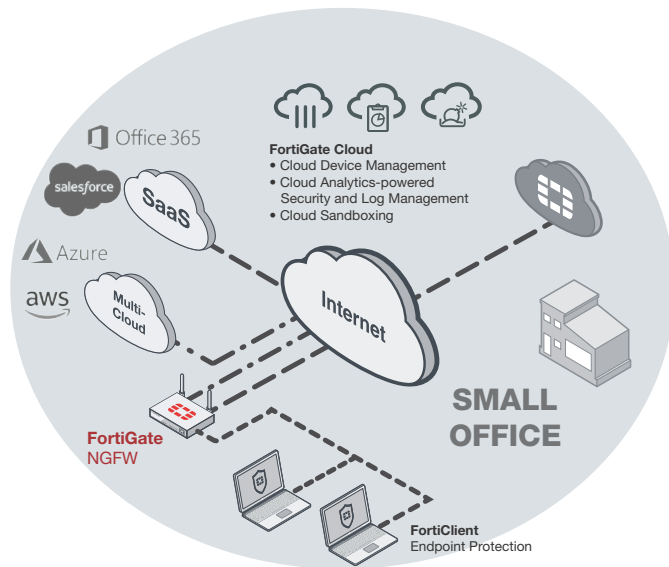 Office 365
salesforce
SaaS
FortiGate Cloud
• Cloud Device Management
• Cloud Analytics-powered
Security and Log Management
• Cloud Sandboxing
Azure
aws
Multi-
Cloud
Internet
SMALL
OFFICE
FortiGate
NGFW
FortiClient
Endpoint Protection